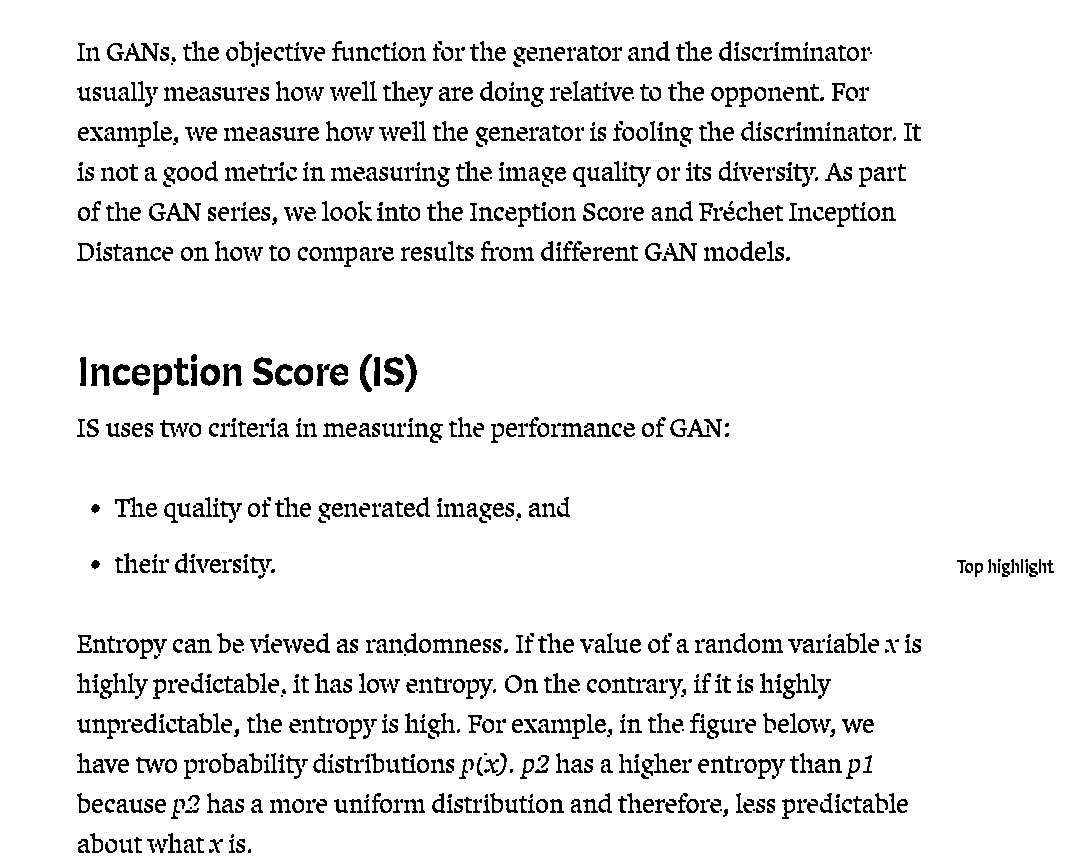 In GANs, the objective function for the generator and the discriminator
usually measures how well they are doing relative to the opponent. For
example, we measure how well the generator is fooling the discriminator. It
is not a good metric in measuring the image quality or its diversity. As part
of the GAN series, we look into the Inception Score and Fréchet Inception
Distance on how to compare results from different GAN models.
Inception Score (IS)
IS uses two criteria in measuring the performance of GAN:
• The quality of the generated images, and
• their diversity.
Top highlight
Entropy can be viewed as randomness. If the value of a random variable x is
highly predictable, it has low entropy. On the contrary, if it is highly
unpredictable, the entropy is high. For example, in the figure below, we
have two probability distributions p(x). p2 has a higher entropy than p1
because p2 has a more uniform distribution and therefore, less predictable
about what x is.